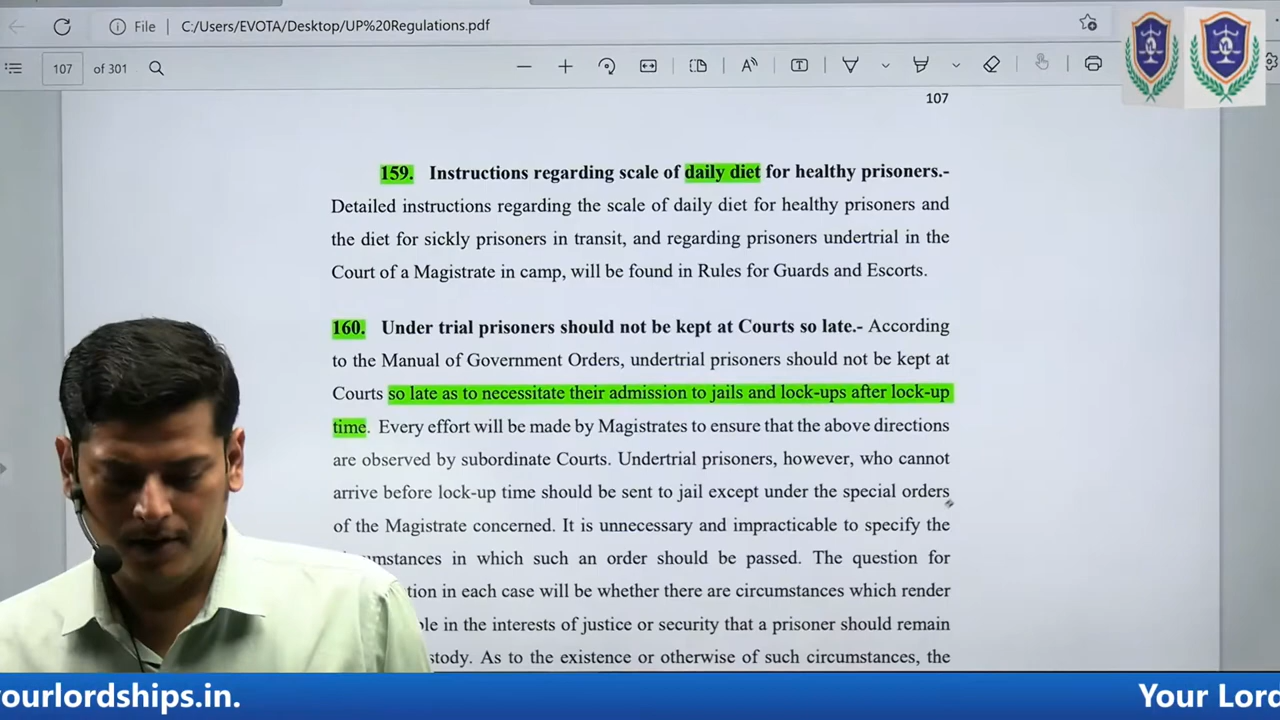 File C:/Users/EVOTA/Desktop/UP%20Regulations.pdf
107 of 301
107
159. Instructions regarding scale of daily diet for healthy prisoners.-
Detailed instructions regarding the scale of daily diet for healthy prisoners and
the diet for sickly prisoners in transit, and regarding prisoners undertrial in the
Court of a Magistrate in camp, will be found in Rules for Guards and Escorts.
160. Under trial prisoners should not be kept at Courts so late.- According
to the Manual of Government Orders, undertrial prisoners should not be kept at
Courts so late as to necessitate their admission to jails and lock-ups after lock-up
time. Every effort will be made by Magistrates to ensure that the above directions
are observed by subordinate Courts. Undertrial prisoners, however, who cannot
arrive before lock-up time should be sent to jail except under the special orders
of the Magistrate concerned. It is unnecessary and impracticable to specify the
mstances in which such an order should be passed. The question for
tion in each case will be whether there are circumstances which render
le in the interests of justice or security that a prisoner should remain
stody. As to the existence or otherwise of such circumstances, the
yourlordships.in. Your Lord